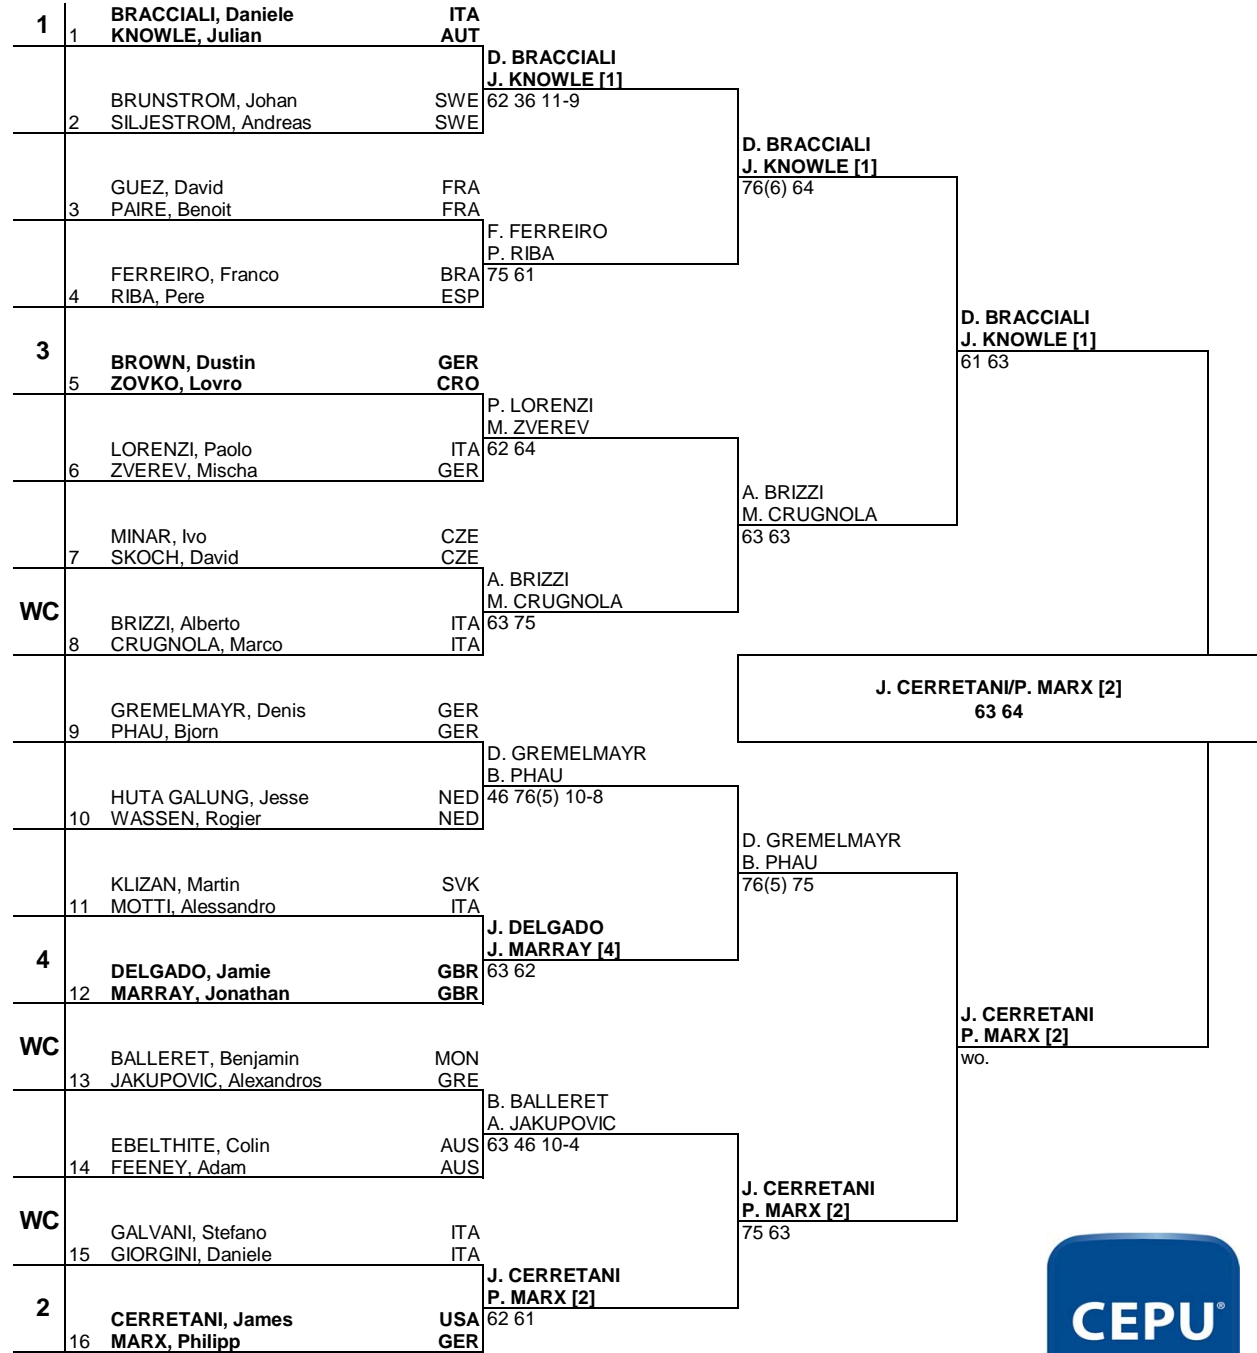 BRACCIALI, Daniele ITA
1 1 KNOWLE, Julian AUT
D. BRACCIALI
J. KNOWLE [1]
BRUNSTROM, Johan SWE 62 36 11-9
2 SILJESTROM, Andreas SWE
D. BRACCIALI
J. KNOWLE [1]
GUEZ, David FRA 76(6) 64
3 PAIRE, Benoit FRA
F. FERREIRO
P. RIBA
FERREIRO, Franco BRA 75 61
4 RIBA, Pere ESP
D. BRACCIALI
J. KNOWLE [1]
3 BROWN, Dustin GER 61 63
5 ZOVKO, Lovro CRO
P. LORENZI
M. ZVEREV
LORENZI, Paolo ITA 62 64
6 ZVEREV, Mischa GER
A. BRIZZI
M. CRUGNOLA
MINAR, Ivo CZE 63 63
7 SKOCH, David CZE
A. BRIZZI
M. CRUGNOLA
WC BRIZZI, Alberto ITA 63 75
8 CRUGNOLA, Marco ITA
J. CERRETANI/P. MARX [2]
63 64
GREMELMAYR, Denis GER
9 PHAU, Bjorn GER
D. GREMELMAYR
B. PHAU
HUTA GALUNG, Jesse NED 46 76(5) 10-8
10 WASSEN, Rogier NED
D. GREMELMAYR
B. PHAU
KLIZAN, Martin SVK 76(5) 75
11 MOTTI, Alessandro ITA
J. DELGADO
J. MARRAY [4]
4 DELGADO, Jamie GBR 63 62
12 MARRAY, Jonathan GBR
J. CERRETANI
P. MARX [2]
WC BALLERET, Benjamin MON wo.
13 JAKUPOVIC, Alexandros GRE
B. BALLERET
A. JAKUPOVIC
EBELTHITE, Colin AUS 63 46 10-4
14 FEENEY, Adam AUS
J. CERRETANI
P. MARX [2]
WC GALVANI, Stefano ITA 75 63
15 GIORGINI, Daniele ITA
J. CERRETANI
P. MARX [2]
2 CERRETANI, James USA 62 61
16 MARX, Philipp GER
CEPU®